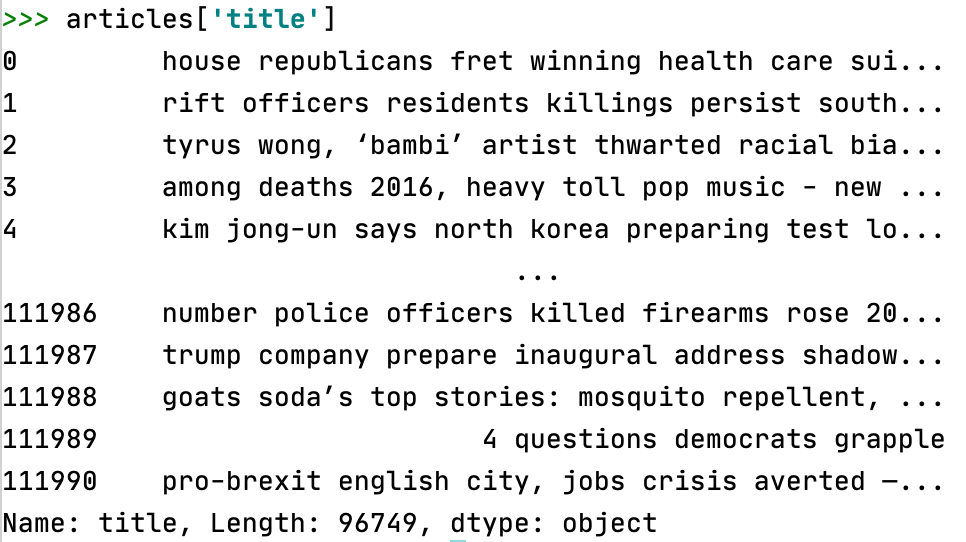 >>> articles['title']
0         house republicans fret winning health care sui...
1         rift officers residents killings persist south...
2         tyrus wong, ‘bambi’ artist thwarted racial bia...
3         among deaths 2016, heavy toll pop music - new ...
4         kim jong-un says north korea preparing test lo...
                                ...
111986    number police officers killed firearms rose 20...
111987    trump company prepare inaugural address shadow...
111988    goats soda’s top stories: mosquito repellent, ...
111989                        4 questions democrats grapple
111990    pro-brexit english city, jobs crisis averted —...
Name: title, Length: 96749, dtype: object